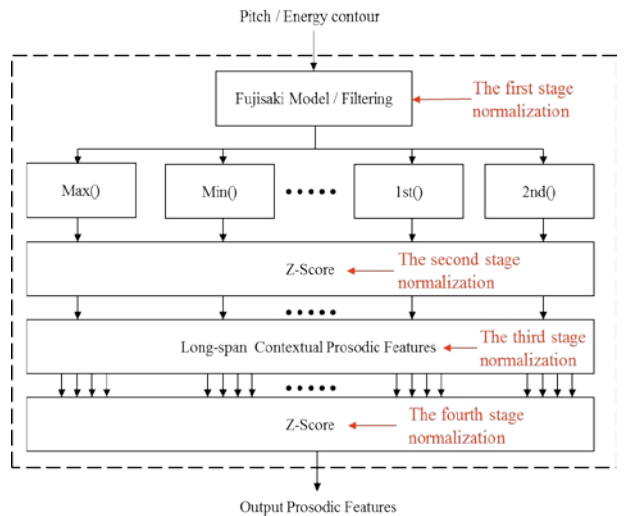 Pitch / Energy contour
Fujisaki Model / Filtering
The first stage
normalization
Max()
Min()
1st()
2nd()
Z-Score
The second stage
normalization
Long-span Contextual Prosodic Features
The third stage
normalization
Z-Score
The fourth stage
normalization
Output Prosodic Features